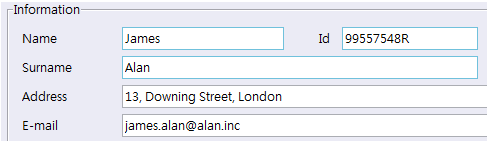 Information
Name James Id 99557548R
Surname Alan
Address 13, Downing Street, London
E-mail james.alan@alan.inc